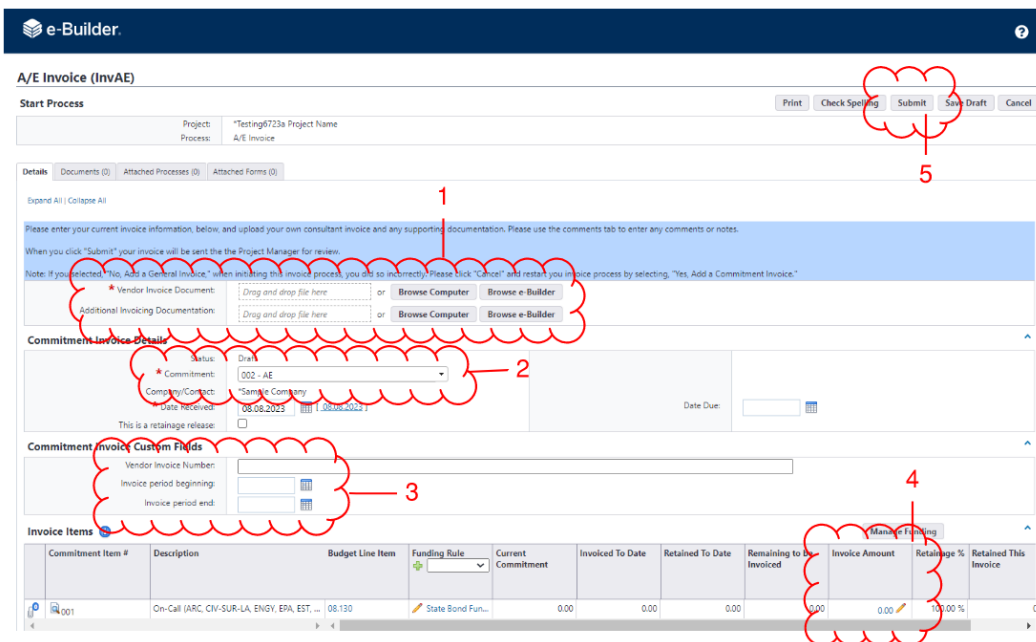 e-Builder.
?
A/E Invoice (InvAE)
Start Process
Print Check Spelling Submit Save Draft Cancel
Project: *Testing6723a Project Name
Process: A/E Invoice
5
Details Documents (0) Attached Processes (0) Attached Forms (0)
1
Expand All | Collapse All
Please enter your current invoice information, below, and upload your own consultant invoice and any supporting documentation. Please use the comments tab to enter any comments or notes.
When you click "Submit" your invoice will be sent the the Project Manager for review.
Note: If you selected, "No, Add a General Invoice," when initiating this invoice process, you did so incorrectly. Please click "Cancel" and restart you invoice process by selecting, "Yes, Add a Commitment Invoice."
* Vendor Invoice Document: Drag and drop file here or Browse Computer Browse e-Builder
Additional Invoicing Documentation: Drag and drop file here or Browse Computer Browse e-Builder
Commitment Invoice Details
Status: Draft
* Commitment: 002 - AE
2
Company/Contact: *Sample Company
* Date Received: 08.08.2023 [ 08.08.2023 ]
Date Due:
This is a retainage release:
Commitment Invoice Custom Fields
Vendor Invoice Number:
Invoice period beginning:
3
Invoice period end:
4
Invoice Items
Manage Funding
Commitment Item # Description Budget Line Item Funding Rule Current Commitment Invoiced To Date Retained To Date Remaining to Be Invoiced Invoice Amount Retainage % Retained This Invoice
001 On-Call (ARC, CIV-SUR-LA, ENGY, EPA, EST, ... 08.130 State Bond Fun... 0.00 0.00 0.00 0.00 0.00 100.00 % 0